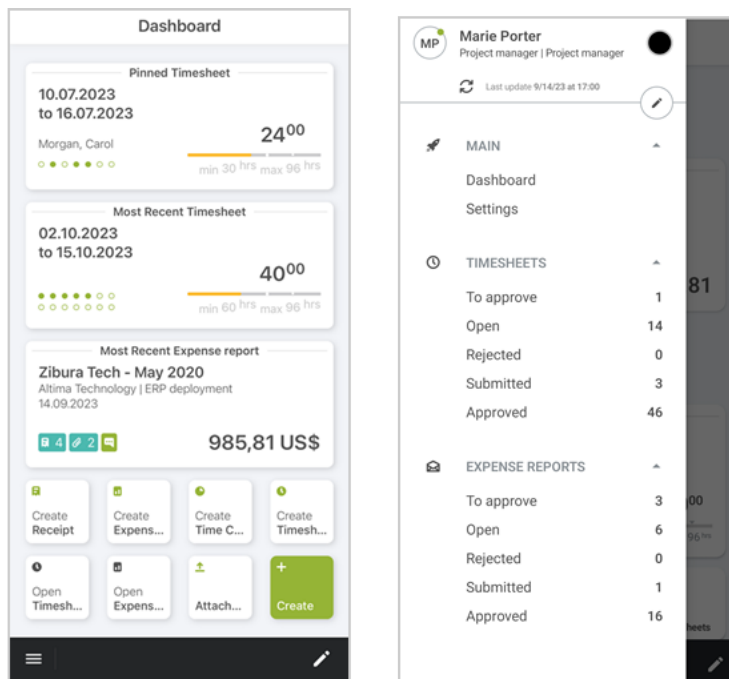 Dashboard
Pinned Timesheet
10.07.2023
to 16.07.2023
Morgan, Carol
24⁰⁰
min 30 hrs max 96 hrs
Most Recent Timesheet
02.10.2023
to 15.10.2023
40⁰⁰
min 60 hrs max 96 hrs
Most Recent Expense report
Zibura Tech - May 2020
Altima Technology | ERP deployment
14.09.2023
4 2
985,81 US$
Create Receipt
Create Expens...
Create Time C...
Create Timesh...
Open Timesh...
Open Expens...
Attach...
Create
MP
Marie Porter
Project manager | Project manager
Last update 9/14/23 at 17:00
MAIN
Dashboard
Settings
TIMESHEETS
To approve 1
Open 14
Rejected 0
Submitted 3
Approved 46
EXPENSE REPORTS
To approve 3
Open 6
Rejected 0
Submitted 1
Approved 16
81
00
96 hrs
heets